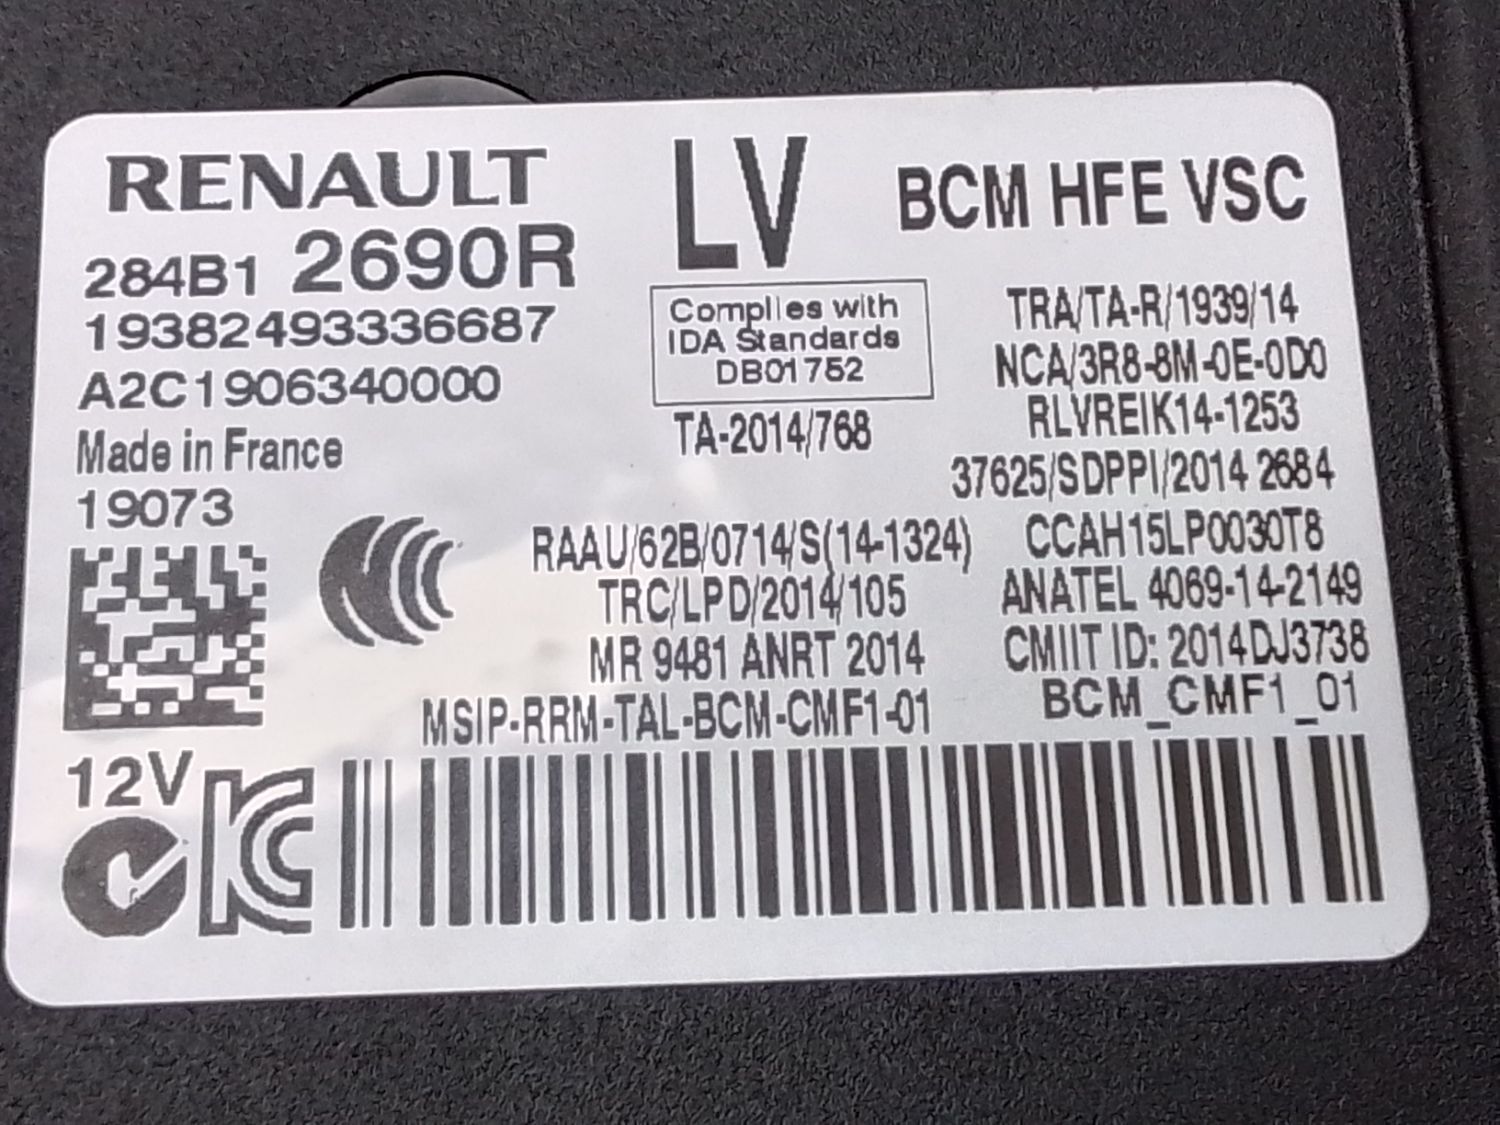 RENAULT
284B1 2690R
19382493336687
A2C1906340000
Made in France
19073
LV
Complies with
IDA Standards
DB01752
TA-2014/768
BCM HFE VSC
TRA/TA-R/1939/14
NCA/3R8-8M-0E-0D0
RLVREIK14-1253
37625/SDPPI/2014 2684
RAAU/62B/0714/S(14-1324)
CCAH15LP0030T8
TRC/LPD/2014/105
ANATEL 4069-14-2149
MR 9481 ANRT 2014
CMIIT ID: 2014DJ3738
MSIP-RRM-TAL-BCM-CMF1-01
BCM_CMF1_01
12V